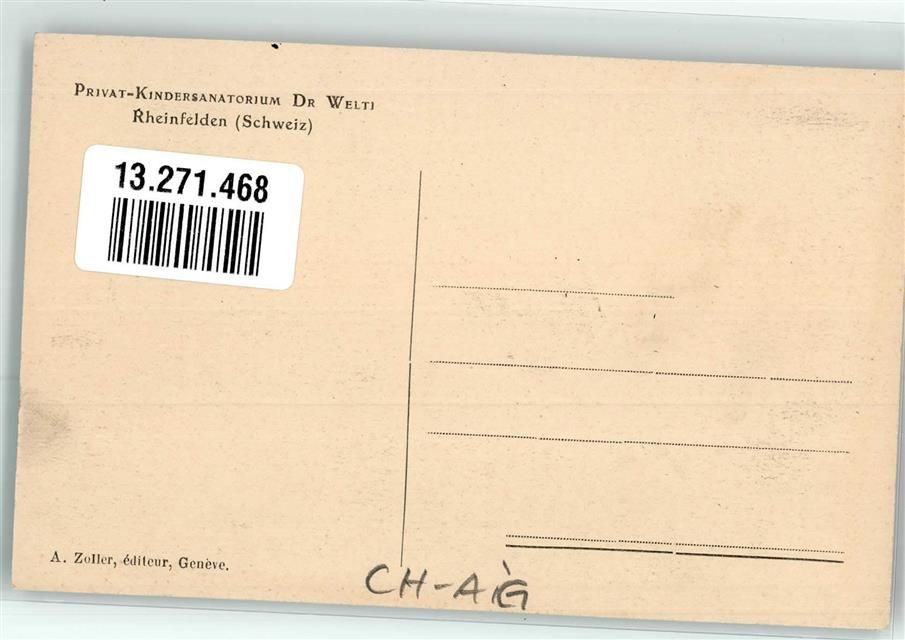 PRIVAT-KINDERSANATORIUM DR WELTI
Rheinfelden (Schweiz)
13.271.468
A. Zoller, éditeur, Genève.
CH-AG